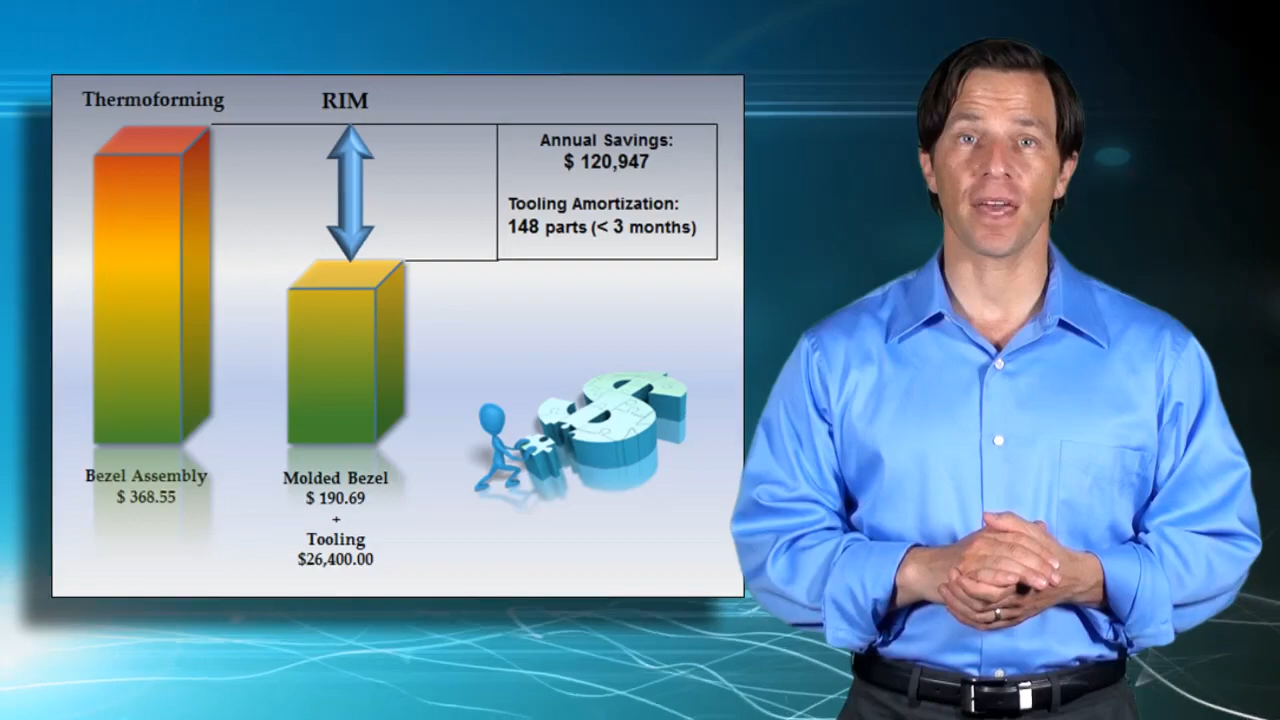 Thermoforming
RIM
Annual Savings:
$ 120,947
Tooling Amortization:
148 parts (< 3 months)
Bezel Assembly
$ 368.55
Molded Bezel
$ 190.69
+
Tooling
$26,400.00